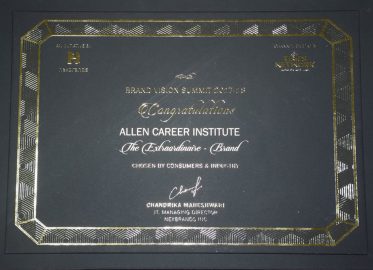 NEXBRANDS
BRAND VISION SUMMIT
Congratulations
ALLEN CAREER INSTITUTE
The Extraordinaire - Brand
CHOSEN BY CONSUMERS & INDUSTRY
CHANDRIKA MAHESHWARI
JT. MANAGING DIRECTOR
NEXBRANDS INC